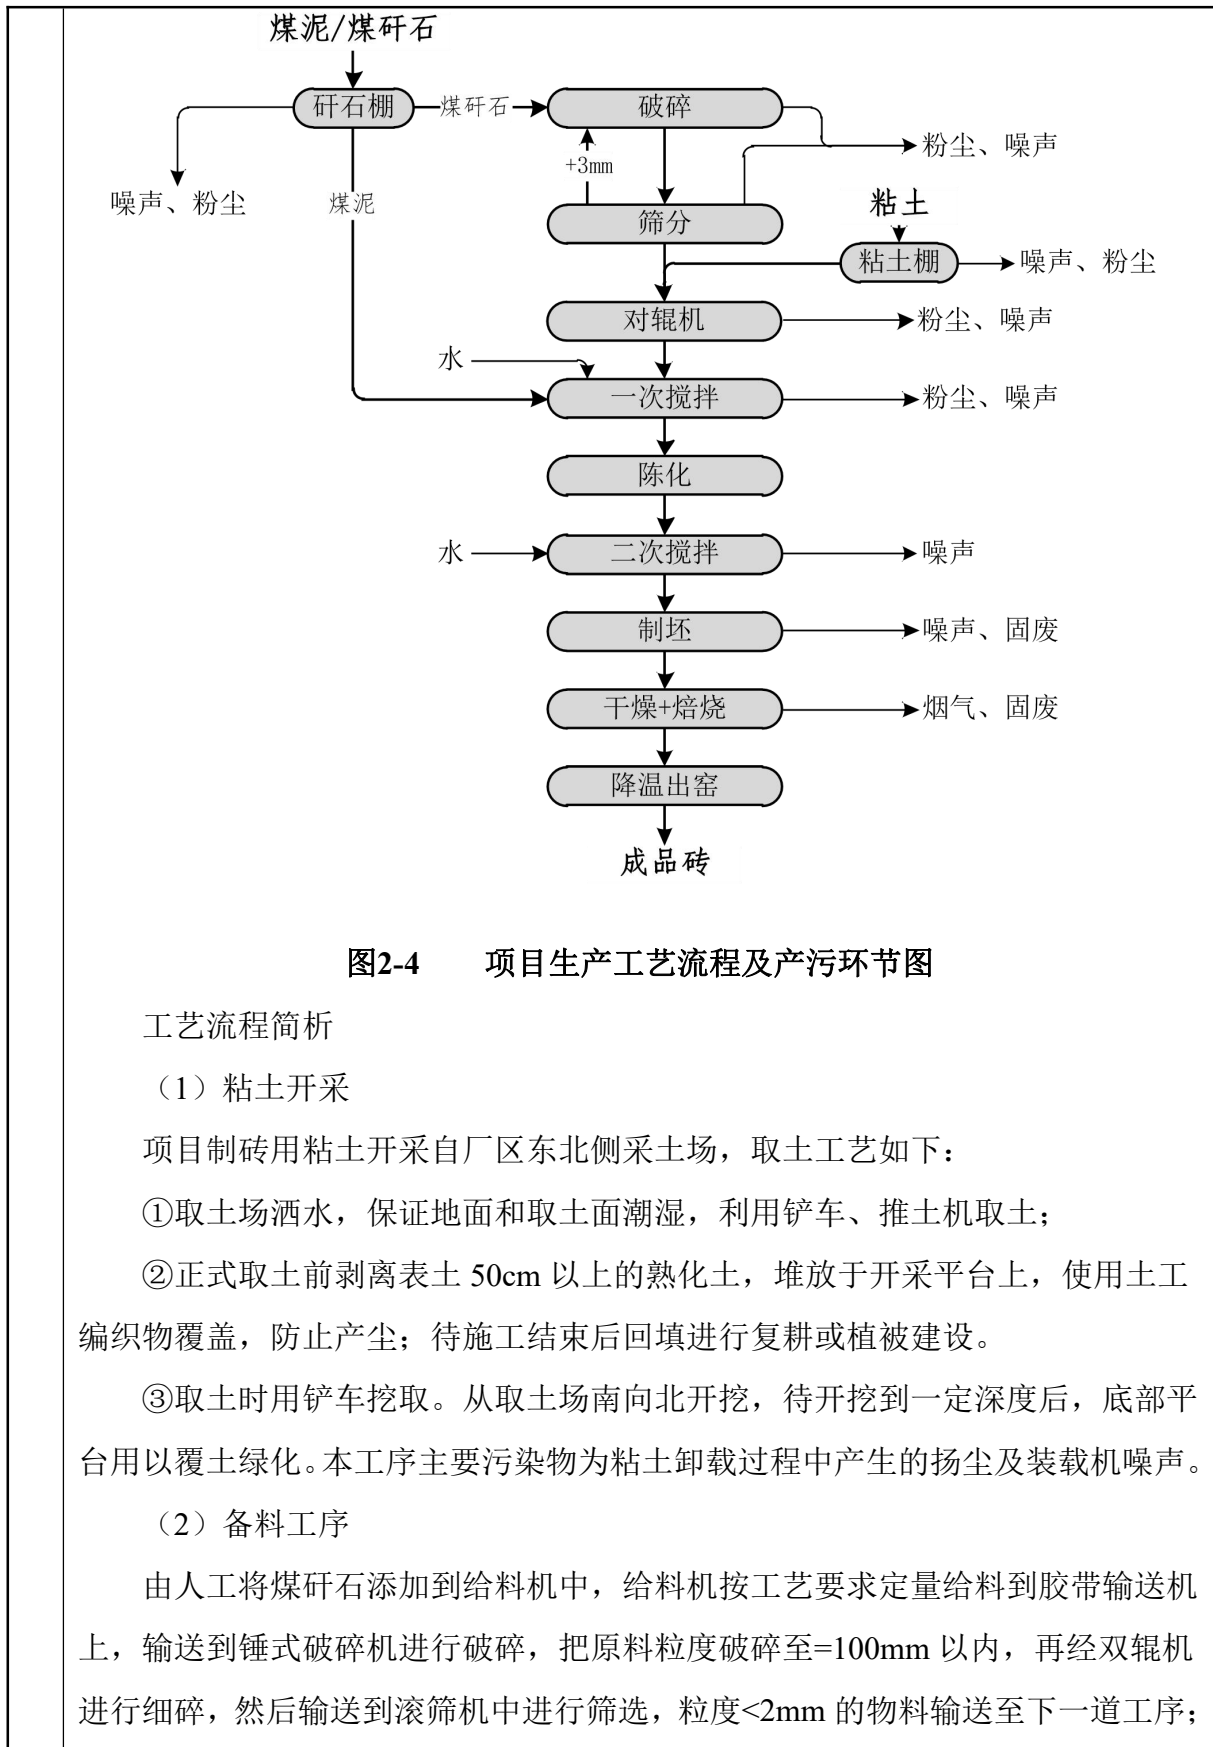 煤泥/煤矸石
矸石棚
煤矸石
破碎
粉尘、噪声
+3mm
噪声、粉尘
煤泥
筛分
粘土
粘土棚
噪声、粉尘
对辊机
粉尘、噪声
水
一次搅拌
粉尘、噪声
陈化
水
二次搅拌
噪声
制坯
噪声、固废
干燥+焙烧
烟气、固废
降温出窑
成品砖
图2-4 项目生产工艺流程及产污环节图
工艺流程简析
（1）粘土开采
项目制砖用粘土开采自厂区东北侧采土场，取土工艺如下：
①取土场洒水，保证地面和取土面潮湿，利用铲车、推土机取土；
②正式取土前剥离表土 50cm 以上的熟化土，堆放于开采平台上，使用土工
编织物覆盖，防止产尘；待施工结束后回填进行复耕或植被建设。
③取土时用铲车挖取。从取土场南向北开挖，待开挖到一定深度后，底部平
台用以覆土绿化。本工序主要污染物为粘土卸载过程中产生的扬尘及装载机噪声。
（2）备料工序
由人工将煤矸石添加到给料机中，给料机按工艺要求定量给料到胶带输送机
上，输送到锤式破碎机进行破碎，把原料粒度破碎至=100mm 以内，再经双辊机
进行细碎，然后输送到滚筛机中进行筛选，粒度<2mm 的物料输送至下一道工序；